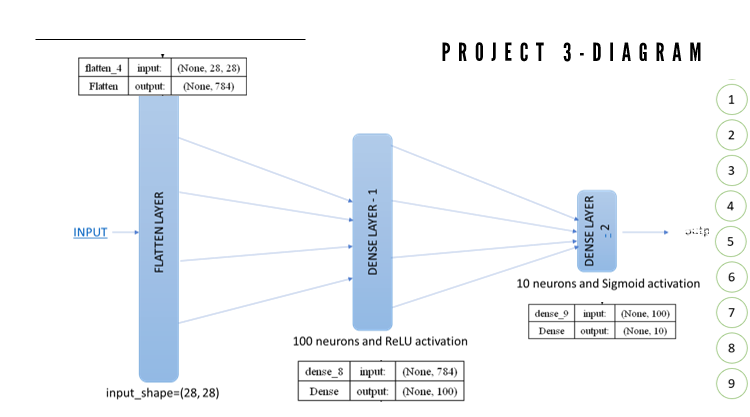 PROJECT 3-DIAGRAM
flatten_4 input: (None, 28, 28)
Flatten output: (None, 784)
FLATTEN LAYER
INPUT
input_shape=(28, 28)
DENSE LAYER - 1
100 neurons and ReLU activation
dense_8 input: (None, 784)
Dense output: (None, 100)
DENSE LAYER
- 2
10 neurons and Sigmoid activation
dense_9 input: (None, 100)
Dense output: (None, 10)
1
2
3
4
5
6
7
8
9